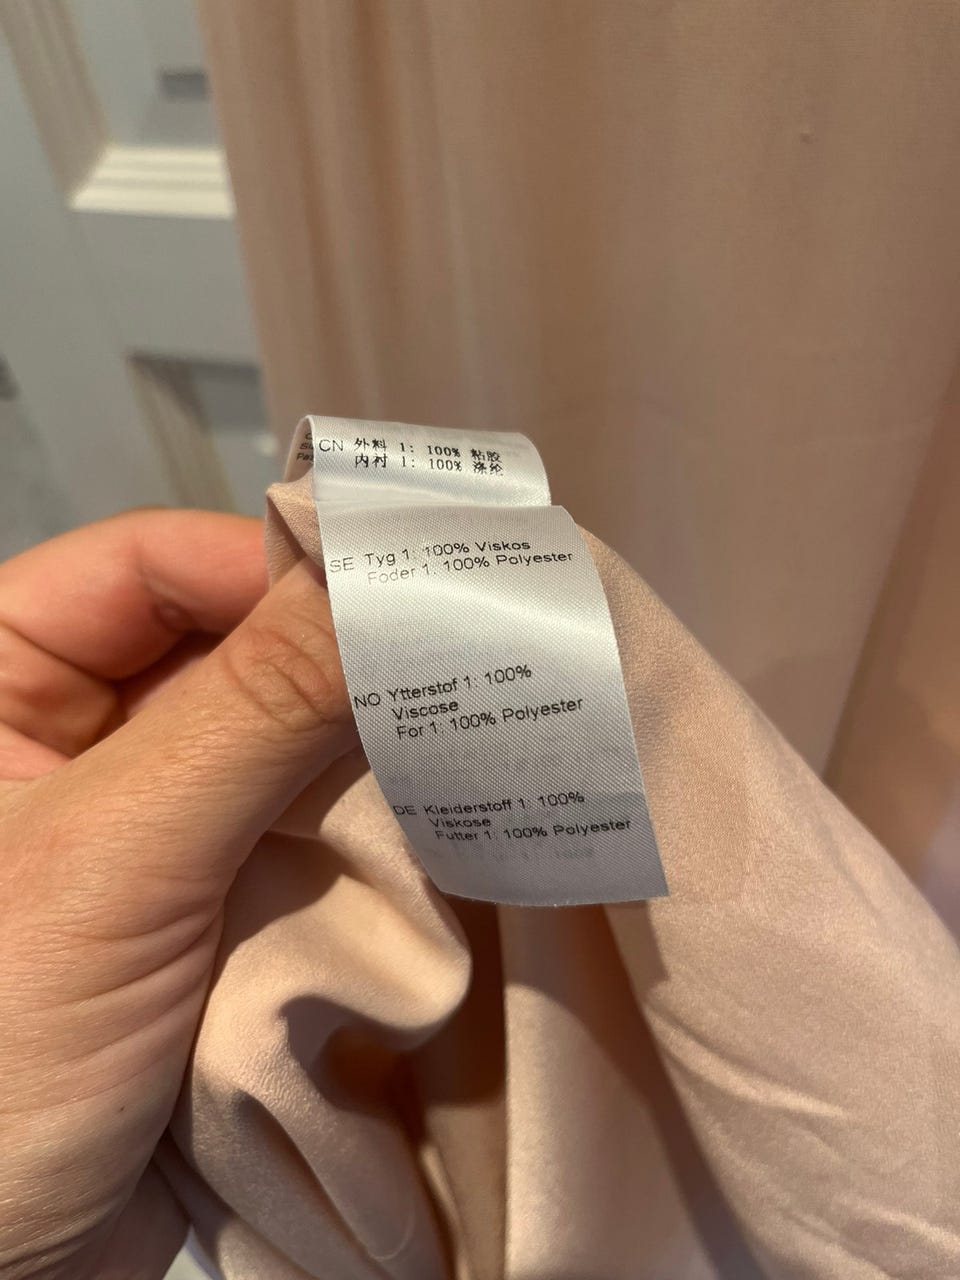 CN 外料 1: 100% 粘胶
内衬 1: 100% 涤纶
SE Tyg 1: 100% Viskos
Foder 1: 100% Polyester
NO Ytterstof 1: 100%
Viscose
For 1: 100% Polyester
DE Kleiderstoff 1: 100%
Viskose
Futter 1: 100% Polyester